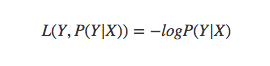 L(Y, P(Y|X)) = −logP(Y|X)